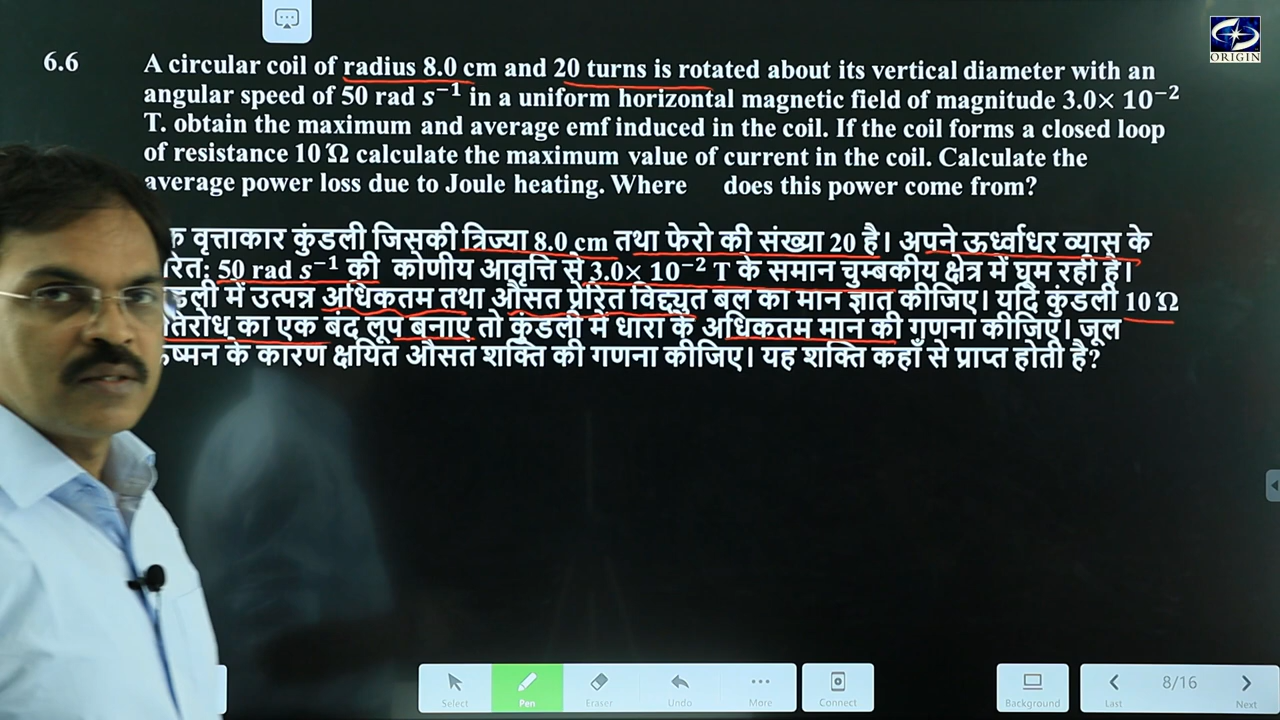 ORIGIN
6.6 A circular coil of radius 8.0 cm and 20 turns is rotated about its vertical diameter with an
angular speed of 50 rad s⁻¹ in a uniform horizontal magnetic field of magnitude 3.0× 10⁻²
T. obtain the maximum and average emf induced in the coil. If the coil forms a closed loop
of resistance 10 Ω calculate the maximum value of current in the coil. Calculate the
average power loss due to Joule heating. Where does this power come from?
वृत्ताकार कुंडली जिसकी त्रिज्या 8.0 cm तथा फेरो की संख्या 20 है। अपने ऊर्ध्वाधर व्यास के
50 rad s⁻¹ की कोणीय आवृत्ति से 3.0× 10⁻² T के समान चुम्बकीय क्षेत्र में घूम रही है।
में उत्पन्न अधिकतम तथा औसत प्रेरित विद्युत बल का मान ज्ञात कीजिए। यदि कुंडली 10 Ω
का एक बंद लूप बनाए तो कुंडली में धारा के अधिकतम मान की गणना कीजिए। जूल
के कारण क्षयित औसत शक्ति की गणना कीजिए। यह शक्ति कहाँ से प्राप्त होती है?
Select Pen Eraser Undo More Connect Background Last 8/16 Next